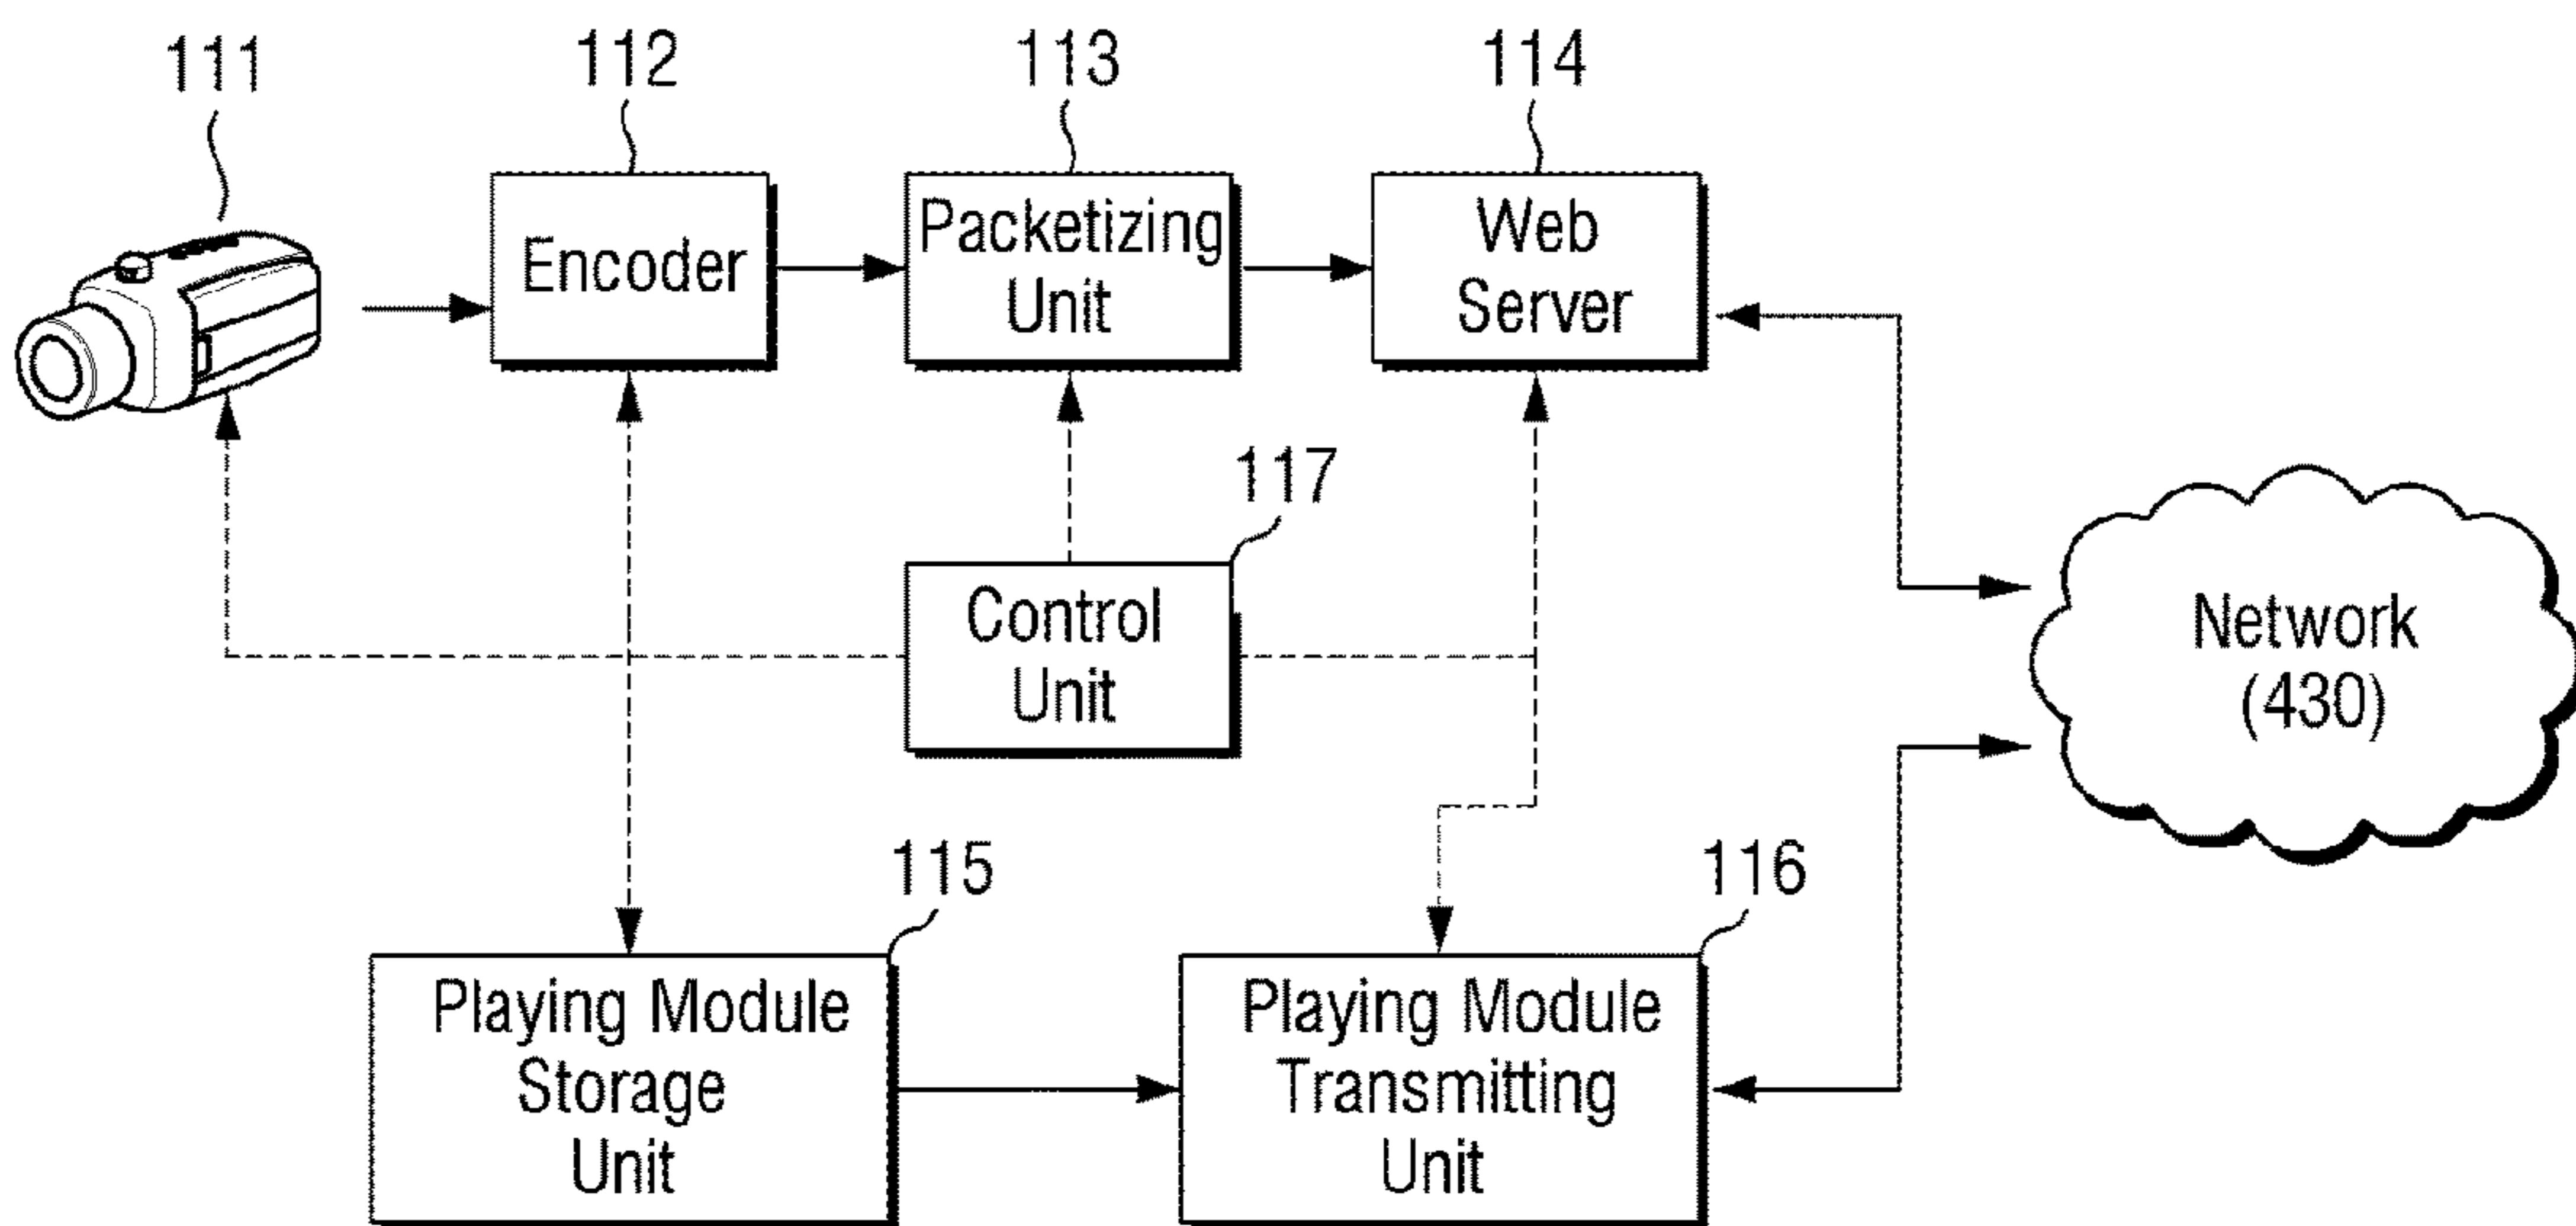 111
112
113
114
Encoder
Packetizing
Unit
Web
Server
117
Control
Unit
Network
(430)
115
116
Playing Module
Storage
Unit
Playing Module
Transmitting
Unit